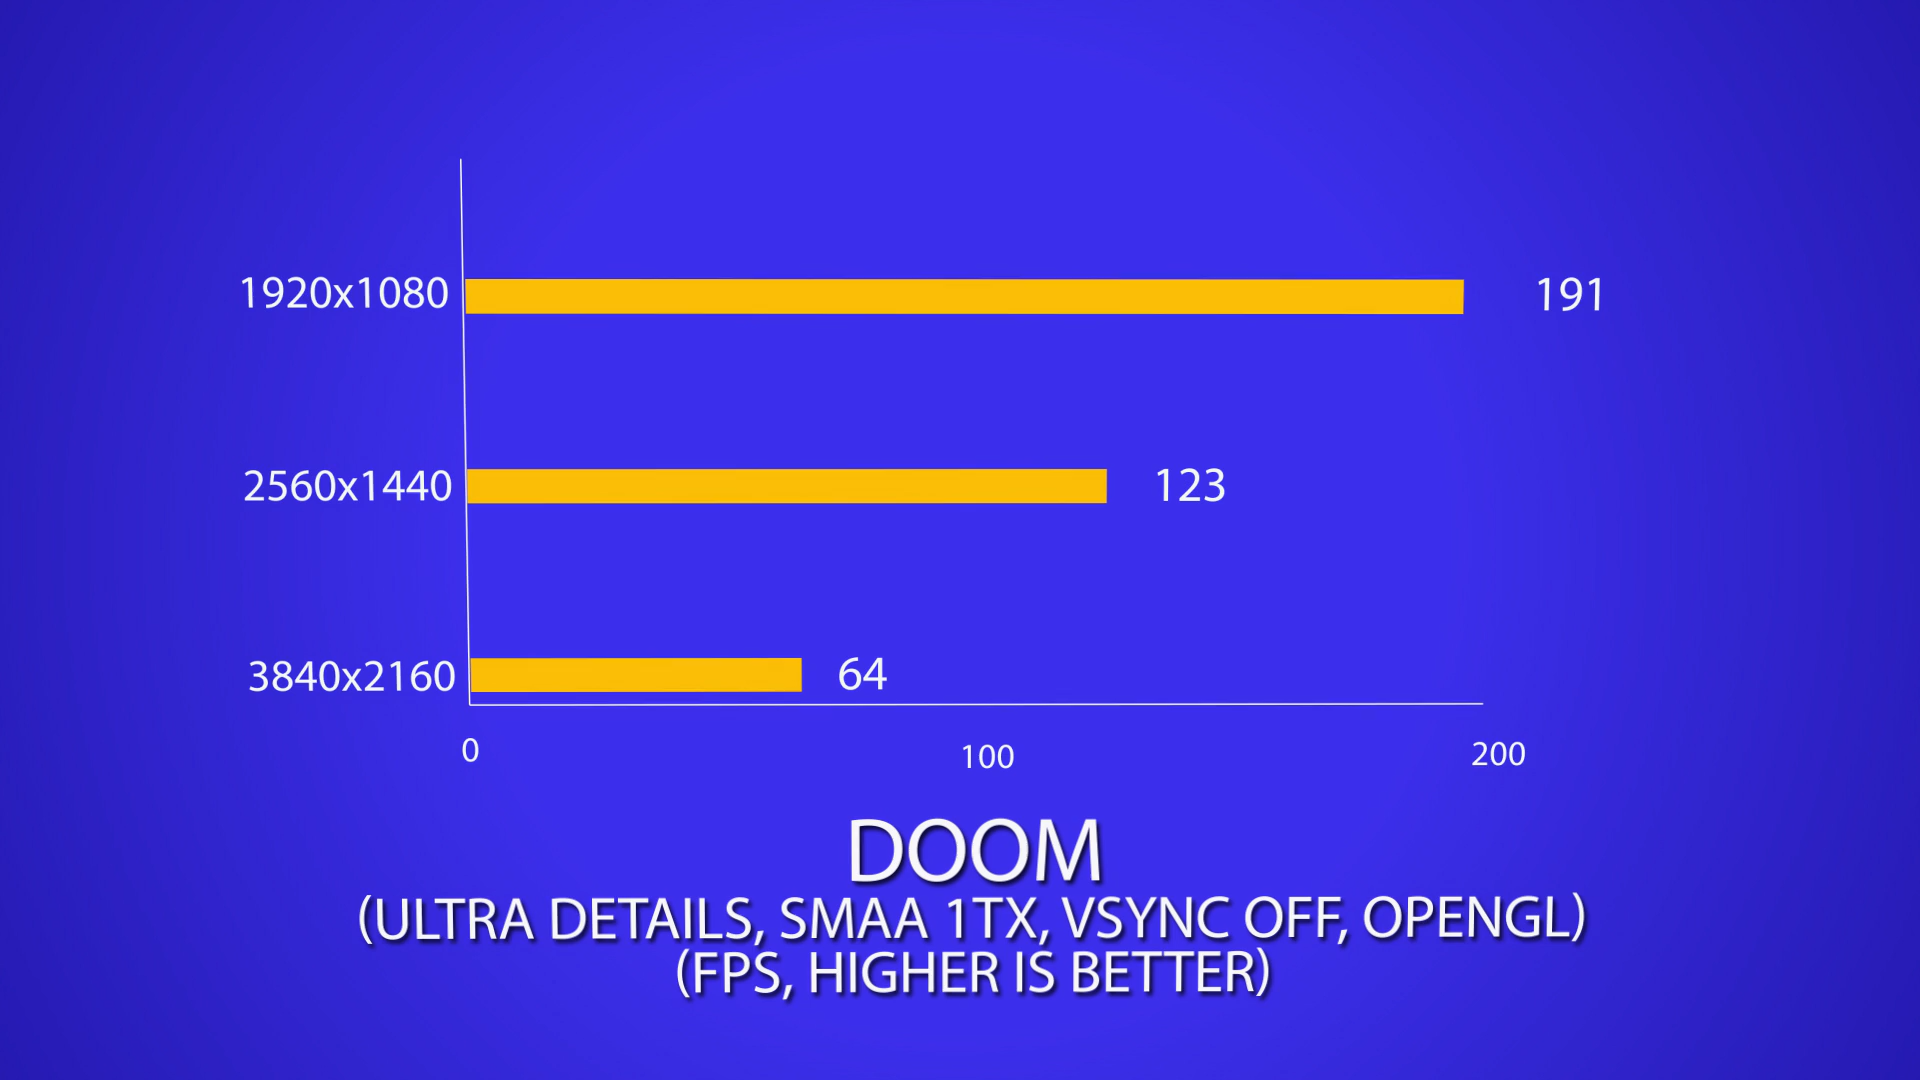 1920x1080 191
2560x1440 123
3840x2160 64
0 100 200
DOOM
(ULTRA DETAILS, SMAA 1TX, VSYNC OFF, OPENGL)
(FPS, HIGHER IS BETTER)